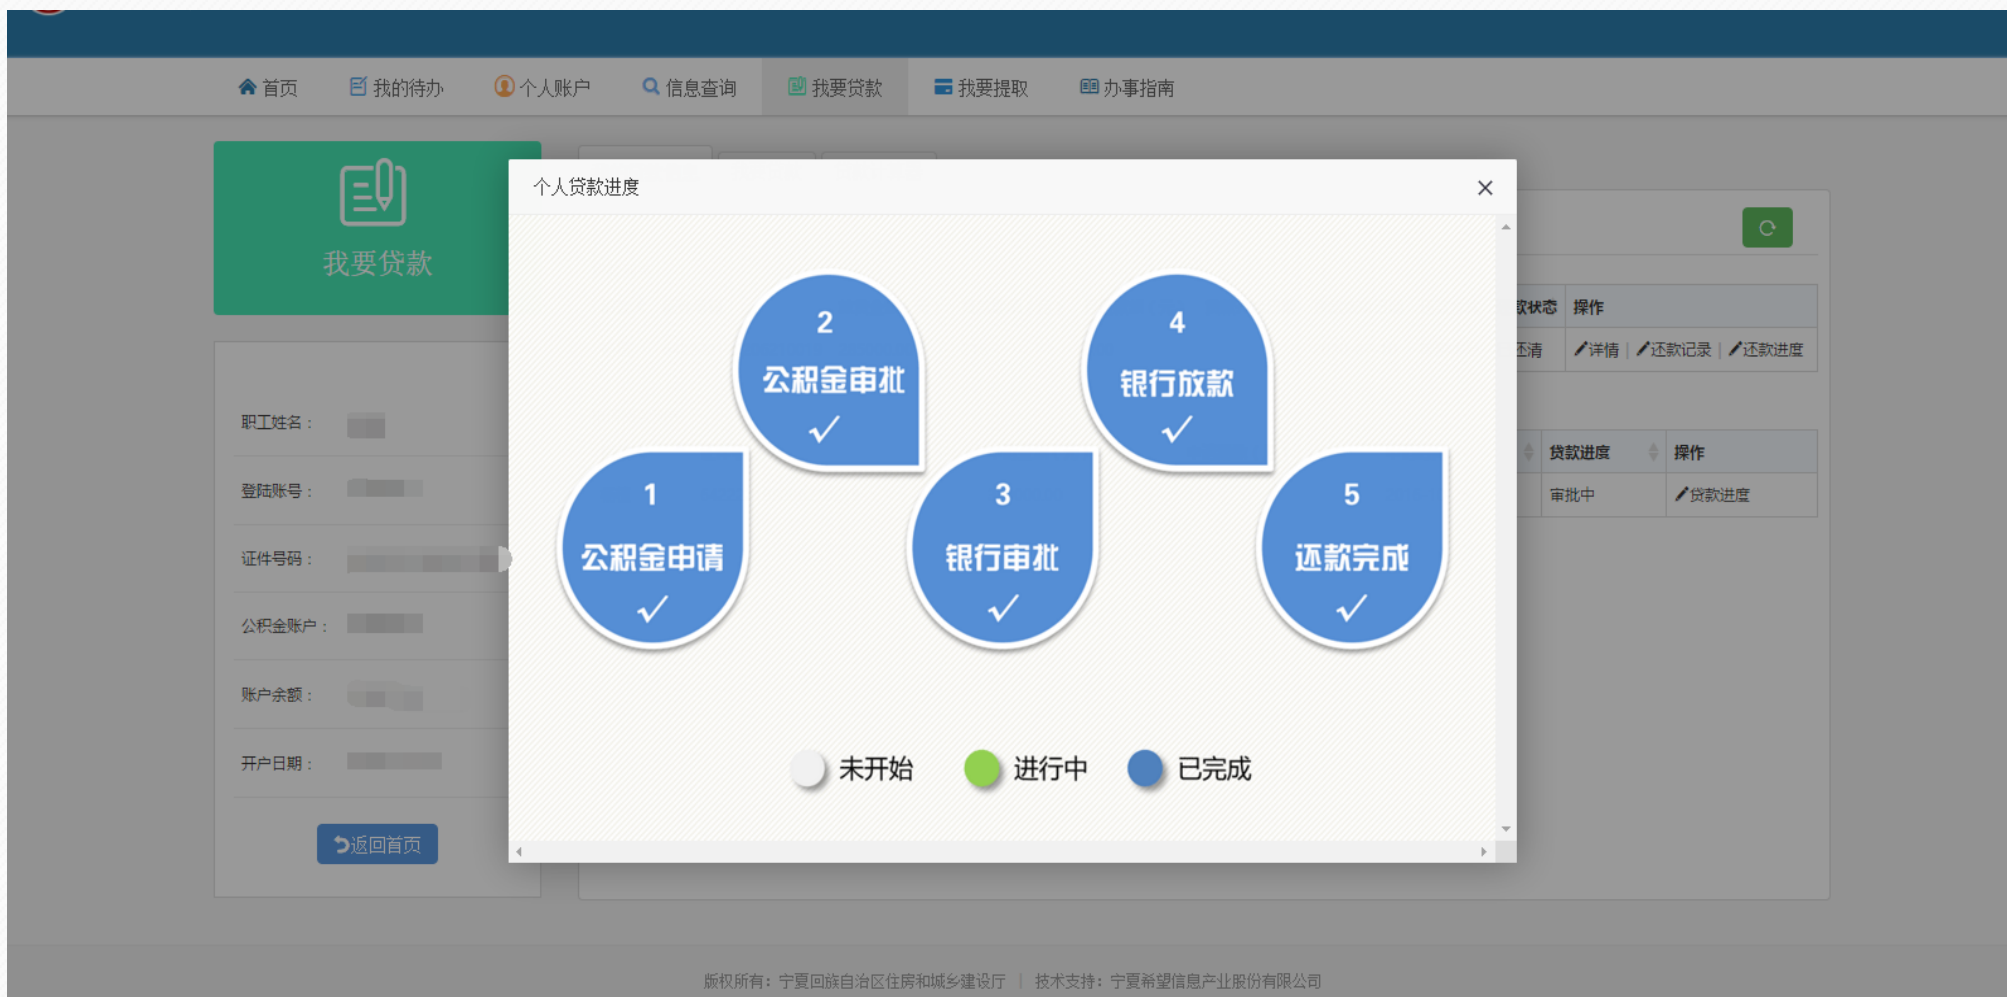 首页 我的待办 个人账户 信息查询 我要贷款 我要提取 办事指南
我要贷款
职工姓名：
登陆账号：
证件号码：
公积金账户：
账户余额：
开户日期：
返回首页
个人贷款进度
2
公积金审批
4
银行放款
1
公积金申请
3
银行审批
5
还款完成
未开始 进行中 已完成
款状态 操作
还清 详情 | 还款记录 | 还款进度
贷款进度 操作
审批中 贷款进度
版权所有：宁夏回族自治区住房和城乡建设厅 | 技术支持：宁夏希望信息产业股份有限公司